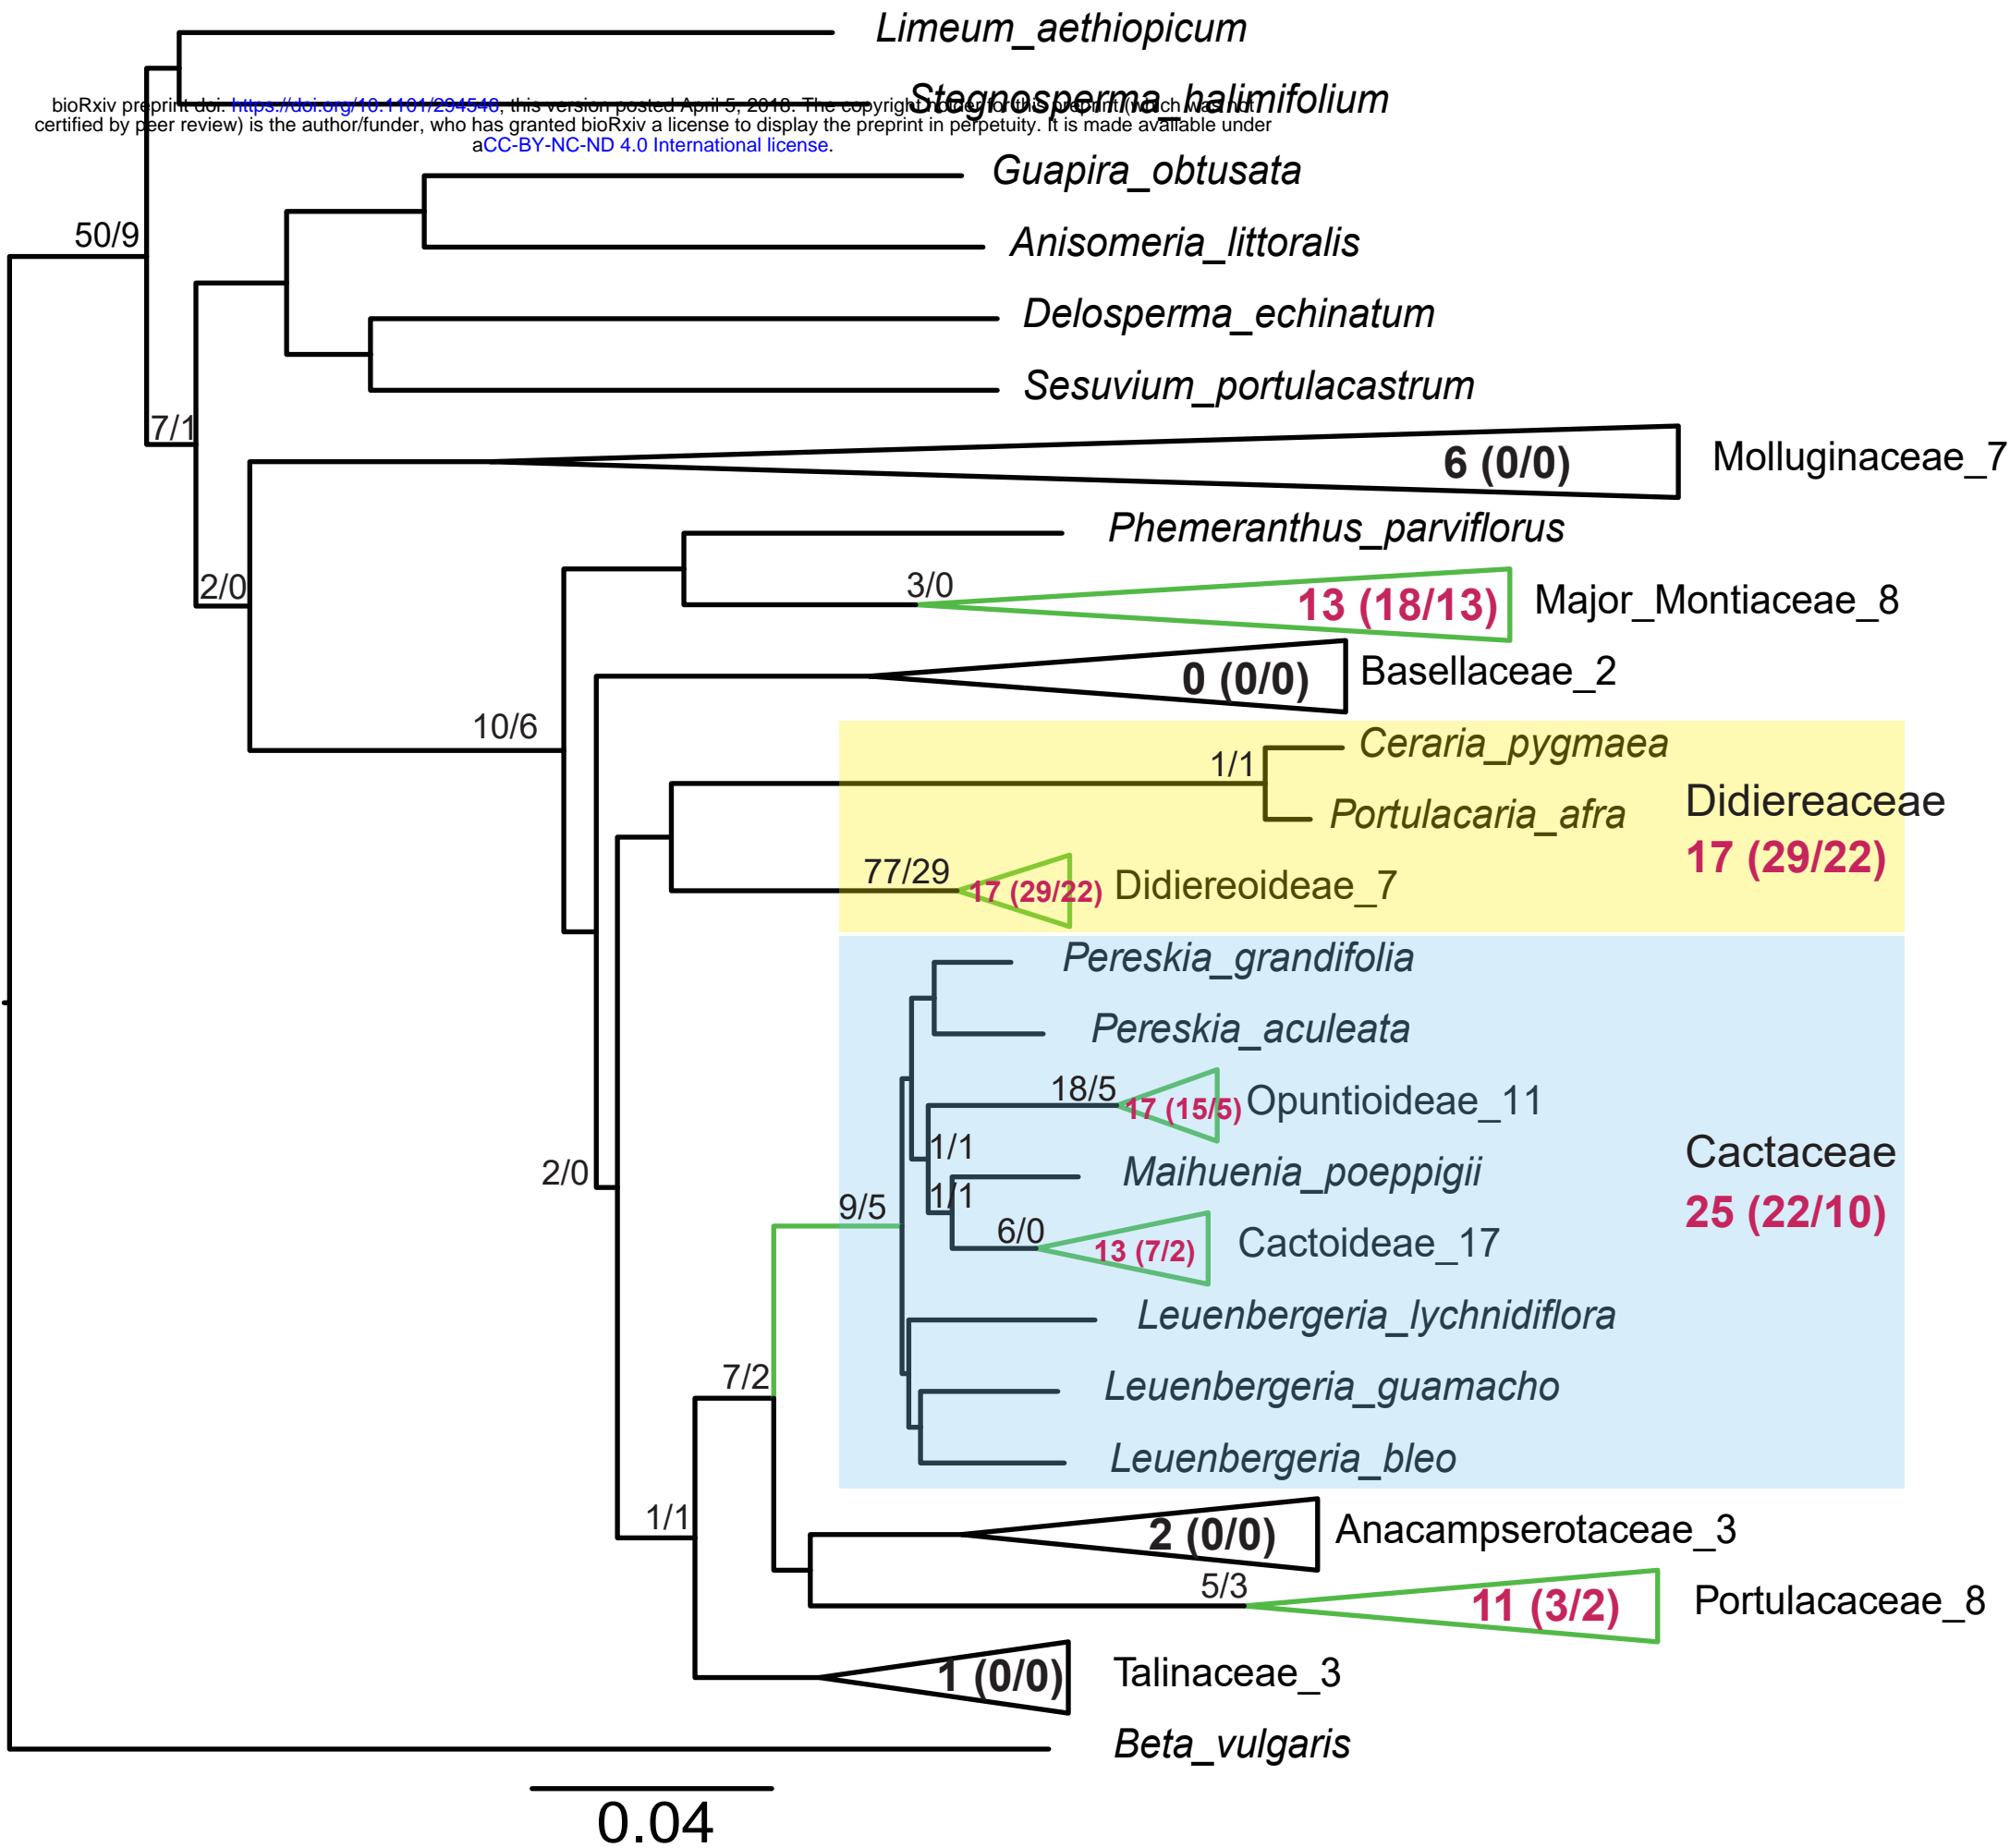 Limeum_aethiopicum
Stegnosperma_halimifolium
bioRxiv preprint doi: https://doi.org/10.1101/294546; this version posted April 5, 2018. The copyright holder for this preprint (which was not
certified by peer review) is the author/funder, who has granted bioRxiv a license to display the preprint in perpetuity. It is made available under
aCC-BY-NC-ND 4.0 International license.
Guapira_obtusata
50/9
Anisomeria_littoralis
Delosperma_echinatum
Sesuvium_portulacastrum
7/1
6 (0/0)
Molluginaceae_7
Phemeranthus_parviflorus
2/0
3/0
13 (18/13)
Major_Montiaceae_8
0 (0/0)
Basellaceae_2
10/6
Ceraria_pygmaea
1/1
Portulacaria_afra
Didiereaceae
17 (29/22)
77/29
17 (29/22)
Didiereoideae_7
Pereskia_grandifolia
Pereskia_aculeata
18/5
17 (15/5)
Opuntioideae_11
1/1
Maihuenia_poeppigii
Cactaceae
25 (22/10)
2/0
1/1
9/5
6/0
13 (7/2)
Cactoideae_17
Leuenbergeria_lychnidiflora
7/2
Leuenbergeria_guamacho
Leuenbergeria_bleo
1/1
2 (0/0)
Anacampserotaceae_3
5/3
11 (3/2)
Portulacaceae_8
1 (0/0)
Talinaceae_3
Beta_vulgaris
0.04